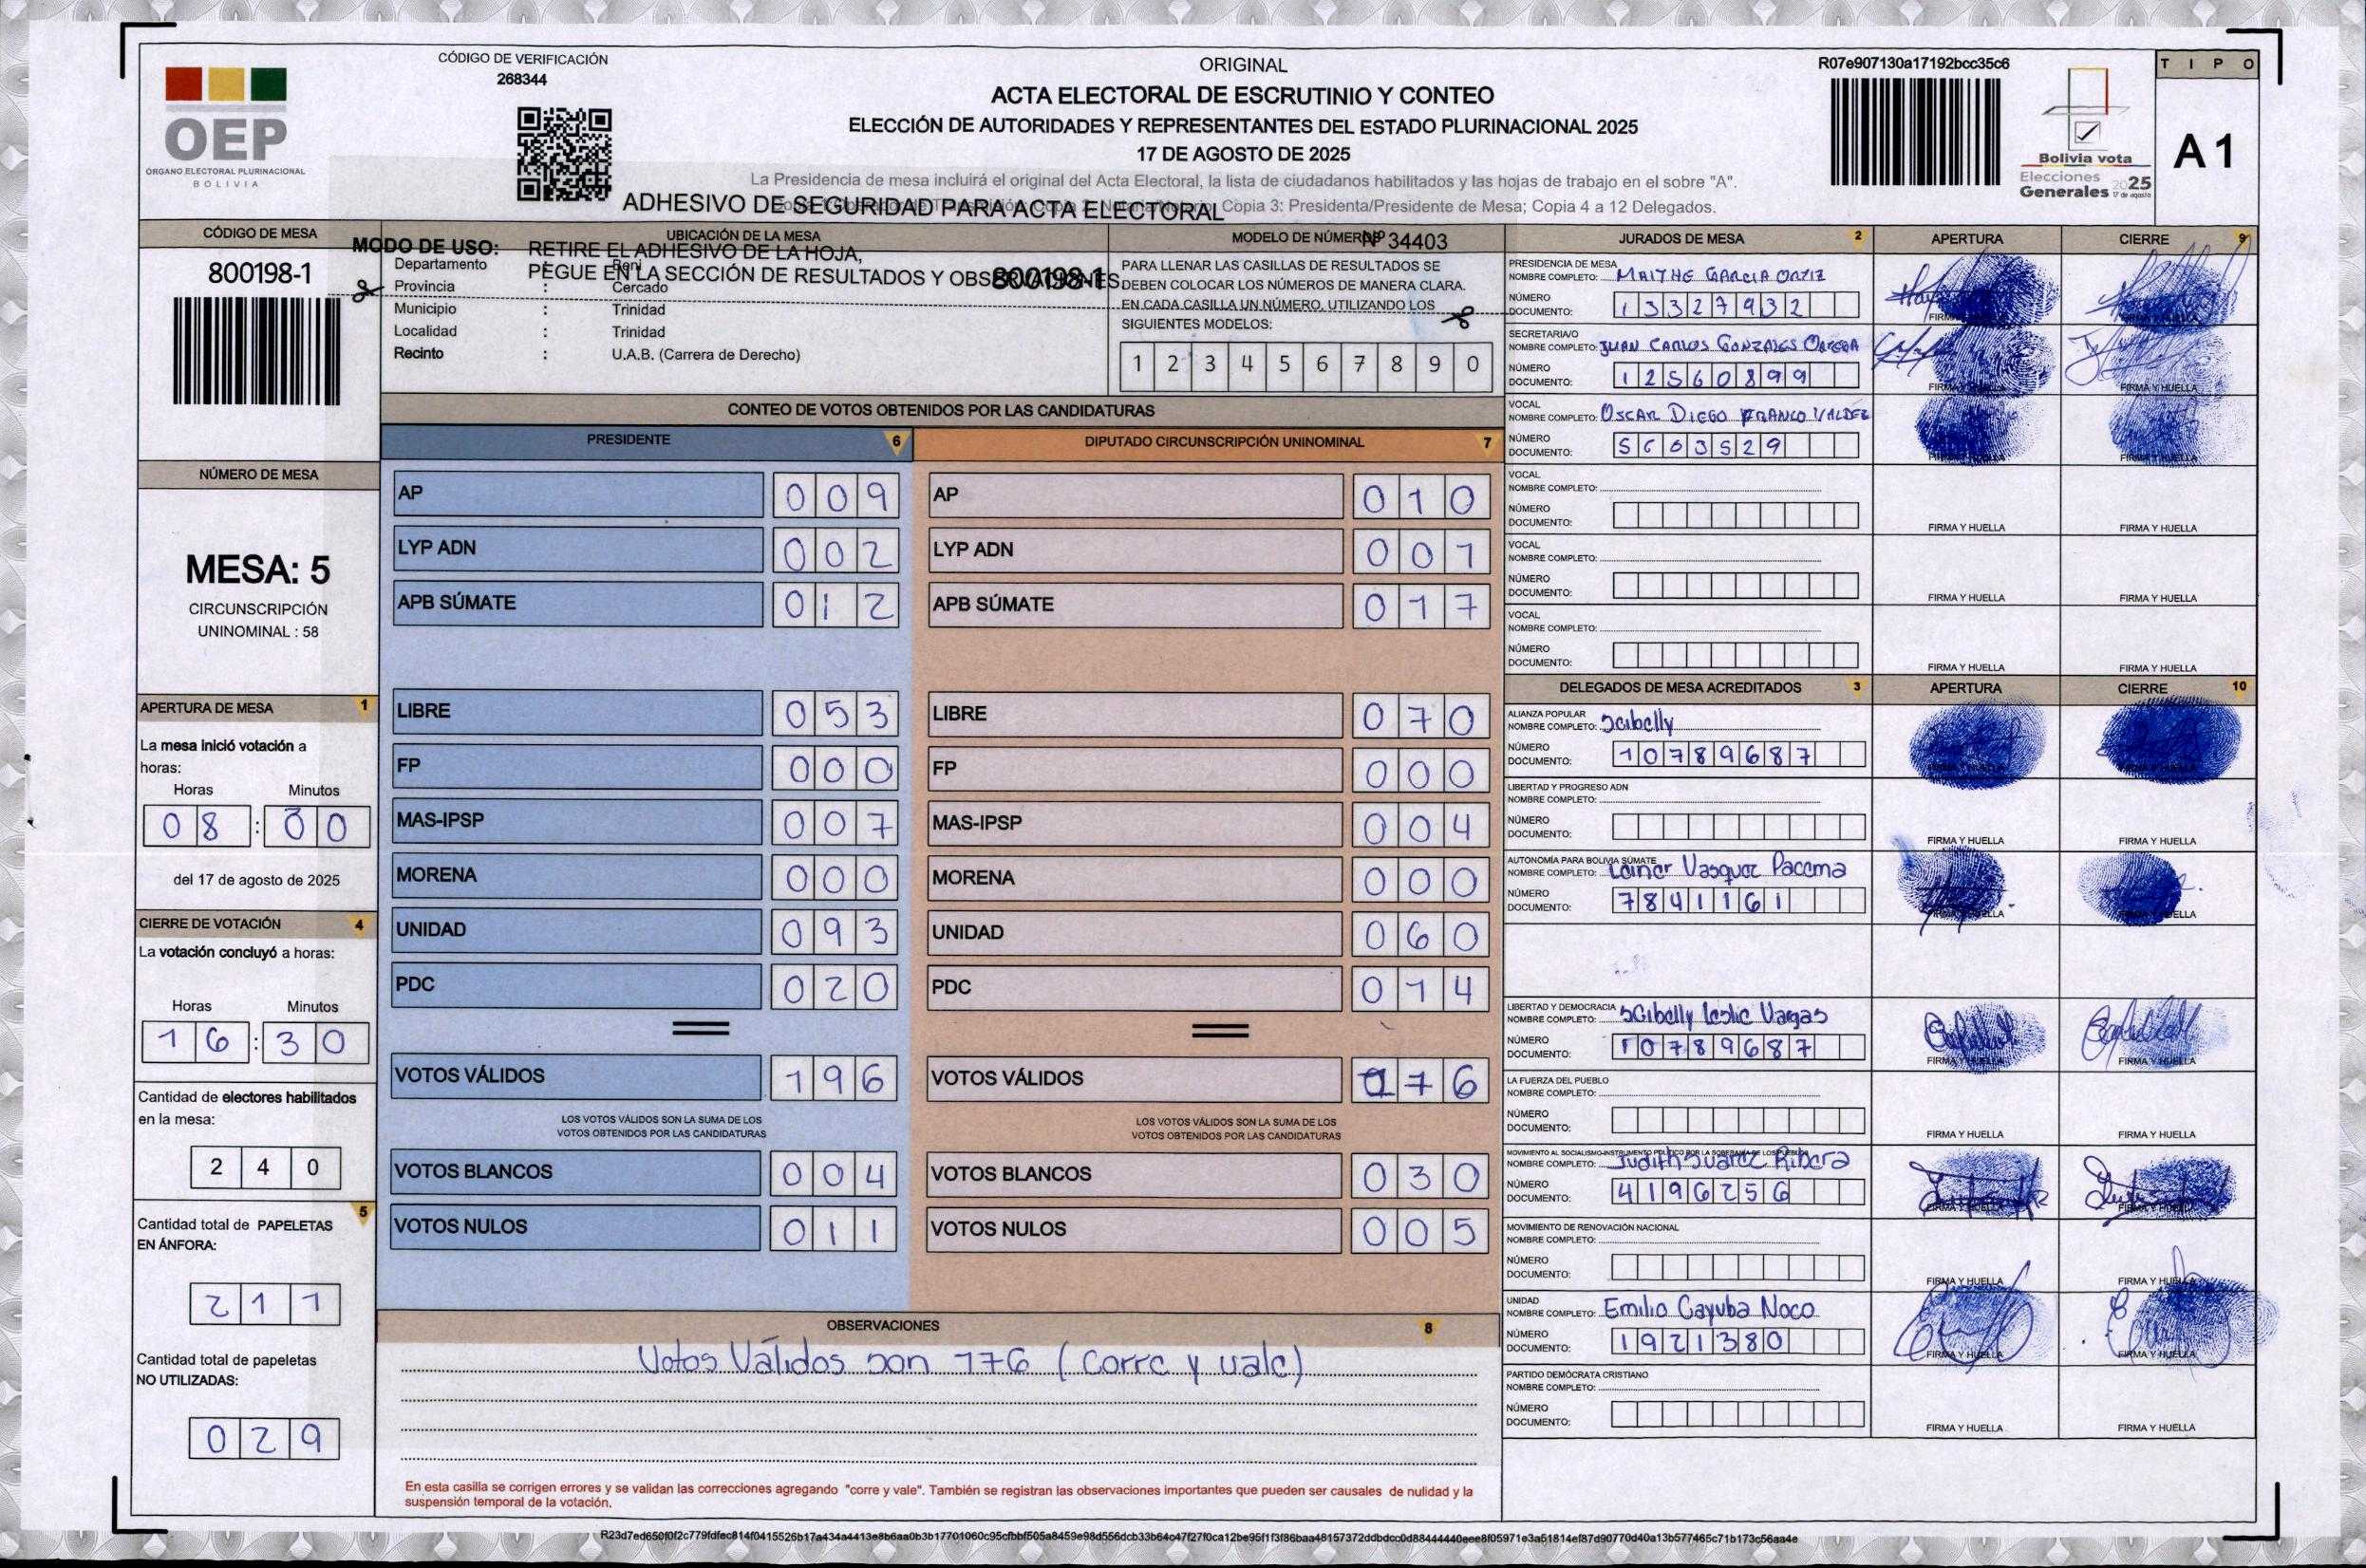 CÓDIGO DE VERIFICACIÓN
268344
OEP
ÓRGANO ELECTORAL PLURINACIONAL
BOLIVIA
ORIGINAL
ACTA ELECTORAL DE ESCRUTINIO Y CONTEO
ELECCIÓN DE AUTORIDADES Y REPRESENTANTES DEL ESTADO PLURINACIONAL 2025
17 DE AGOSTO DE 2025
La Presidencia de mesa incluirá el original del Acta Electoral, la lista de ciudadanos habilitados y las hojas de trabajo en el sobre "A".
Copia 3: Presidenta/Presidente de Mesa; Copia 4 a 12 Delegados.
ADHESIVO DE SEGURIDAD PARA ACTA ELECTORAL
MODO DE USO: RETIRE EL ADHESIVO DE LA HOJA,
PEGUE EN LA SECCIÓN DE RESULTADOS Y OBSERVACIONES
Nº 34403
800198-1
R07e907130a17192bcc35c6
Bolivia vota
Elecciones
Generales 2025
17 de agosto
TIPO
A1
CÓDIGO DE MESA
800198-1
UBICACIÓN DE LA MESA
Departamento : Beni
Provincia : Cercado
Municipio : Trinidad
Localidad : Trinidad
Recinto : U.A.B. (Carrera de Derecho)
MODELO DE NÚMEROS
PARA LLENAR LAS CASILLAS DE RESULTADOS SE
DEBEN COLOCAR LOS NÚMEROS DE MANERA CLARA.
EN CADA CASILLA UN NÚMERO, UTILIZANDO LOS
SIGUIENTES MODELOS:
1 2 3 4 5 6 7 8 9 0
NÚMERO DE MESA
MESA: 5
CIRCUNSCRIPCIÓN
UNINOMINAL : 58
APERTURA DE MESA 1
La mesa inició votación a
horas:
Horas Minutos
08 : 00
del 17 de agosto de 2025
CIERRE DE VOTACIÓN 4
La votación concluyó a horas:
Horas Minutos
16 : 30
Cantidad de electores habilitados
en la mesa:
240
5
Cantidad total de PAPELETAS
EN ÁNFORA:
211
Cantidad total de papeletas
NO UTILIZADAS:
029
CONTEO DE VOTOS OBTENIDOS POR LAS CANDIDATURAS
PRESIDENTE 6
AP 009
LYP ADN 002
APB SÚMATE 012
LIBRE 053
FP 000
MAS-IPSP 007
MORENA 000
UNIDAD 093
PDC 020
VOTOS VÁLIDOS 196
LOS VOTOS VÁLIDOS SON LA SUMA DE LOS
VOTOS OBTENIDOS POR LAS CANDIDATURAS
VOTOS BLANCOS 004
VOTOS NULOS 011
DIPUTADO CIRCUNSCRIPCIÓN UNINOMINAL 7
AP 010
LYP ADN 001
APB SÚMATE 017
LIBRE 070
FP 000
MAS-IPSP 004
MORENA 000
UNIDAD 060
PDC 014
VOTOS VÁLIDOS 176
LOS VOTOS VÁLIDOS SON LA SUMA DE LOS
VOTOS OBTENIDOS POR LAS CANDIDATURAS
VOTOS BLANCOS 030
VOTOS NULOS 005
OBSERVACIONES 8
Votos Válidos son 176 (corre y vale)
En esta casilla se corrigen errores y se validan las correcciones agregando "corre y vale". También se registran las observaciones importantes que pueden ser causales de nulidad y la
suspensión temporal de la votación.
JURADOS DE MESA 2 APERTURA CIERRE 9
PRESIDENCIA DE MESA
NOMBRE COMPLETO: MAITHE GARCIA ORTIZ
NÚMERO
DOCUMENTO: 13327932
SECRETARIA/O
NOMBRE COMPLETO: JUAN CARLOS GONZALES ORTEGA
NÚMERO
DOCUMENTO: 12560899
FIRMA Y HUELLA
VOCAL
NOMBRE COMPLETO: OSCAR DIEGO FRANCO VALDEZ
NÚMERO
DOCUMENTO: 5603529
VOCAL
NOMBRE COMPLETO:
NÚMERO
DOCUMENTO:
FIRMA Y HUELLA FIRMA Y HUELLA
VOCAL
NOMBRE COMPLETO:
NÚMERO
DOCUMENTO:
FIRMA Y HUELLA FIRMA Y HUELLA
VOCAL
NOMBRE COMPLETO:
NÚMERO
DOCUMENTO:
FIRMA Y HUELLA FIRMA Y HUELLA
DELEGADOS DE MESA ACREDITADOS 3 APERTURA CIERRE 10
ALIANZA POPULAR
NOMBRE COMPLETO: Scibelly
NÚMERO
DOCUMENTO: 10789687
LIBERTAD Y PROGRESO ADN
NOMBRE COMPLETO:
NÚMERO
DOCUMENTO:
FIRMA Y HUELLA FIRMA Y HUELLA
AUTONOMÍA PARA BOLIVIA SÚMATE
NOMBRE COMPLETO: Leiner Vasquez Pacema
NÚMERO
DOCUMENTO: 7841161
LIBERTAD Y DEMOCRACIA
NOMBRE COMPLETO: Scibelly Leslie Vargas
NÚMERO
DOCUMENTO: 10789687
FIRMA Y HUELLA FIRMA Y HUELLA
LA FUERZA DEL PUEBLO
NOMBRE COMPLETO:
NÚMERO
DOCUMENTO:
FIRMA Y HUELLA FIRMA Y HUELLA
MOVIMIENTO AL SOCIALISMO-INSTRUMENTO POLÍTICO POR LA SOBERANÍA DE LOS PUEBLOS
NOMBRE COMPLETO: Judith Suarez Ribera
NÚMERO
DOCUMENTO: 4196256
FIRMA Y HUELLA FIRMA Y HUELLA
MOVIMIENTO DE RENOVACIÓN NACIONAL
NOMBRE COMPLETO:
NÚMERO
DOCUMENTO:
FIRMA Y HUELLA FIRMA Y HUELLA
UNIDAD
NOMBRE COMPLETO: Emilio Cayuba Noco
NÚMERO
DOCUMENTO: 1921380
FIRMA Y HUELLA FIRMA Y HUELLA
PARTIDO DEMÓCRATA CRISTIANO
NOMBRE COMPLETO:
NÚMERO
DOCUMENTO:
FIRMA Y HUELLA FIRMA Y HUELLA